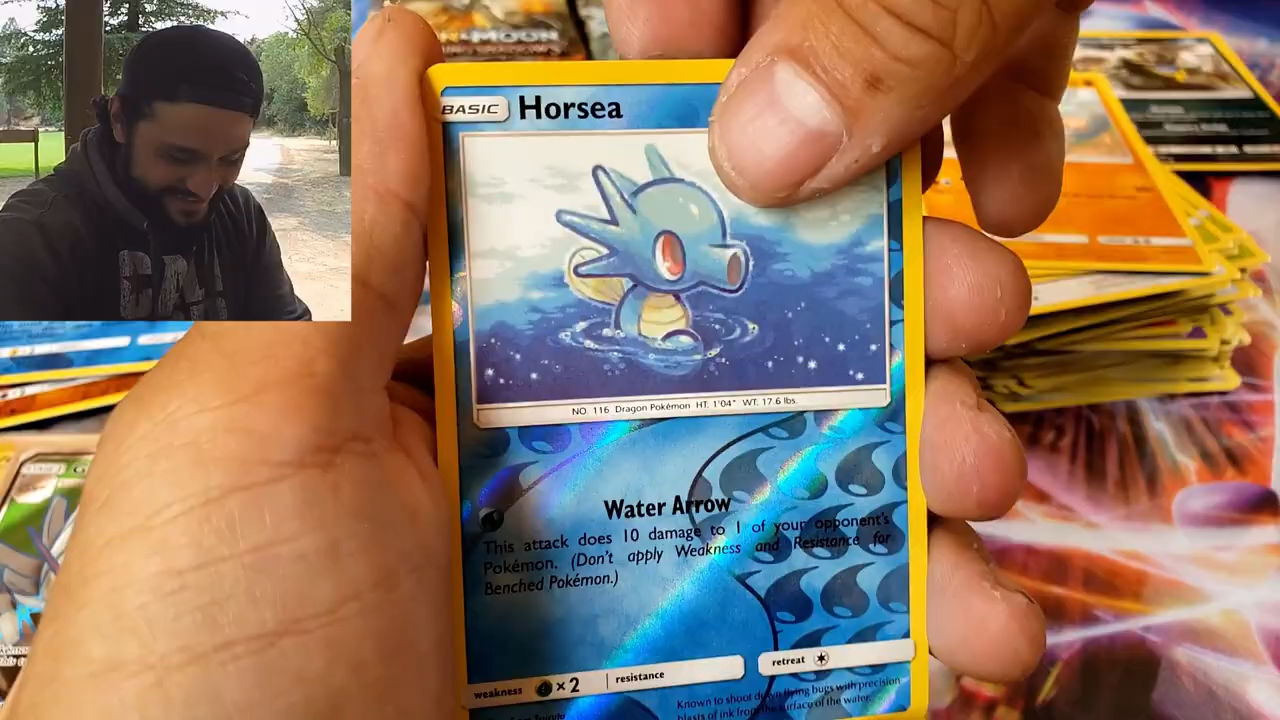 MOON
BASIC Horsea
NO. 116 Dragon Pokémon HT. 1'04" WT. 17.6 lbs.
Water Arrow
This attack does 10 damage to 1 of your opponent's
Pokémon. (Don't apply Weakness and Resistance for
Benched Pokémon.)
weakness ×2 resistance
retreat
Known to shoot down flying bugs with precision
blasts of ink from the surface of the water.